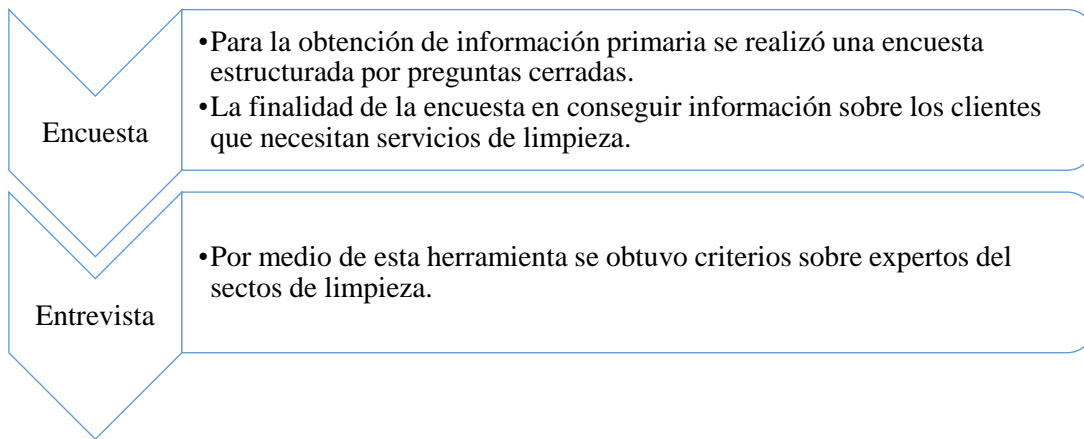 Encuesta
•Para la obtención de información primaria se realizó una encuesta
estructurada por preguntas cerradas.
•La finalidad de la encuesta en conseguir información sobre los clientes
que necesitan servicios de limpieza.
Entrevista
•Por medio de esta herramienta se obtuvo criterios sobre expertos del
sectos de limpieza.